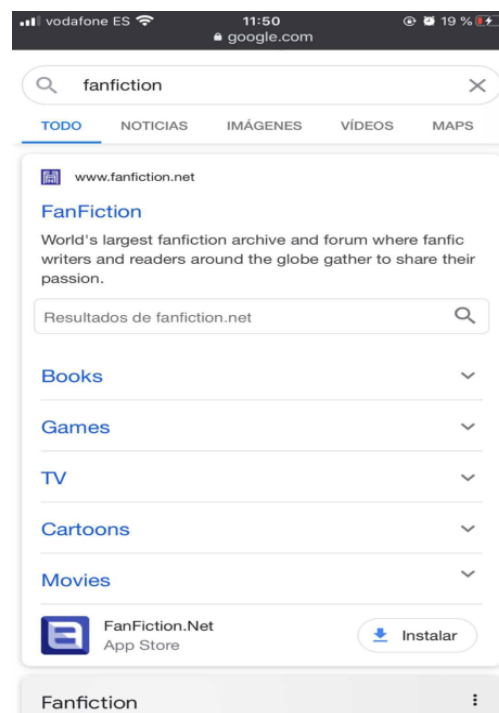 vodafone ES 11:50 19 %
google.com
fanfiction
TODO NOTICIAS IMÁGENES VÍDEOS MAPS
www.fanfiction.net
FanFiction
World's largest fanfiction archive and forum where fanfic
writers and readers around the globe gather to share their
passion.
Resultados de fanfiction.net
Books
Games
TV
Cartoons
Movies
FanFiction.Net
App Store
Instalar
Fanfiction